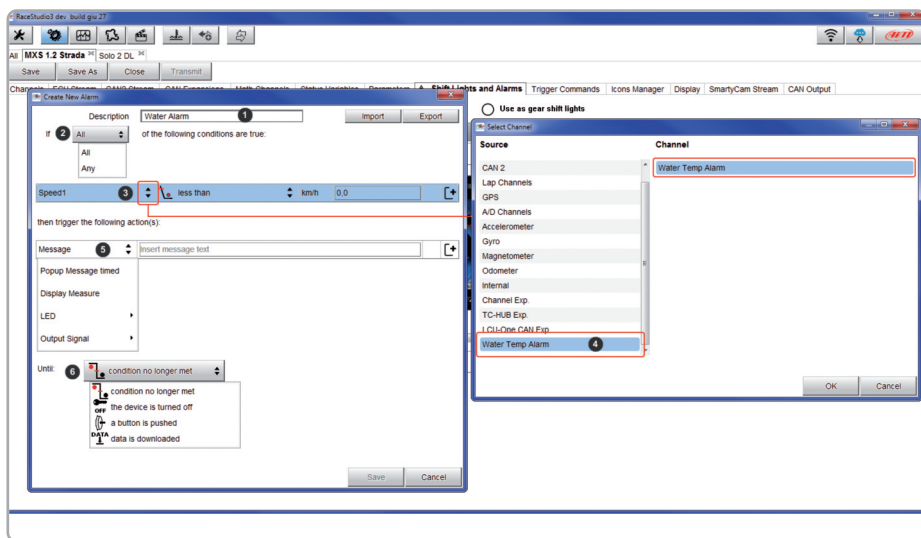 RaceStudio3 dev build giu 27
AiM
All MXS 1.2 Strada Solo 2 DL
Save Save As Close Transmit
Channels ECU Stream CAN2 Stream CAN Expansions Math Channels Status Variables Parameters Shift Lights and Alarms Trigger Commands Icons Manager Display SmartyCam Stream CAN Output
Use as gear shift lights
Create New Alarm
Description Water Alarm 1 Import Export
If 2 All of the following conditions are true:
All
Any
Speed1 3 less than km/h 0.0
then trigger the following action(s):
Message 5 Insert message text
Popup Message timed
Display Measure
LED
Output Signal
Until: 6 condition no longer met
condition no longer met
OFF the device is turned off
a button is pushed
DATA data is downloaded
Save Cancel
Select Channel
Source Channel
CAN 2 Water Temp Alarm
Lap Channels
GPS
A/D Channels
Accelerometer
Gyro
Magnetometer
Odometer
Internal
Channel Exp.
TC-HUB Exp.
LCU-One CAN Exp.
Water Temp Alarm 4
OK Cancel